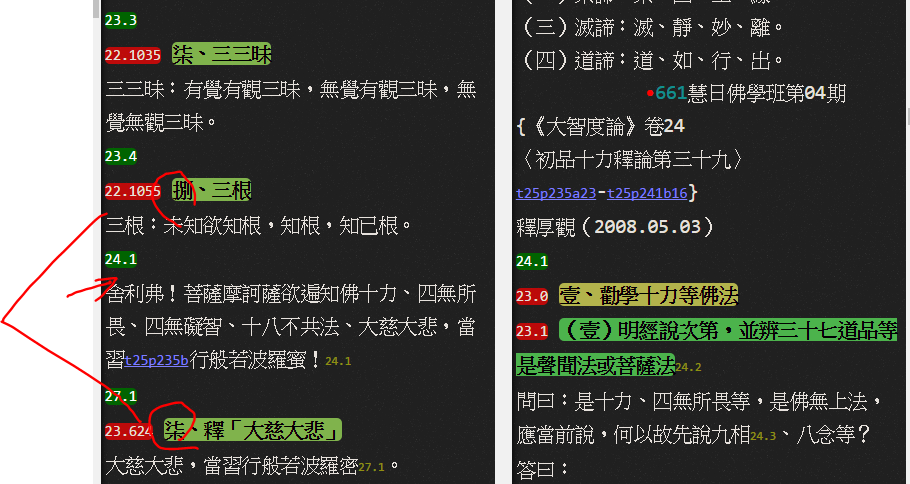 23.3
22.1035 柒、三三昧
三三昧：有覺有觀三昧，無覺有觀三昧，無
覺無觀三昧。
23.4
22.1055 捌、三根
三根：未知欲知根，知根，知已根。
24.1
舍利弗！菩薩摩訶薩欲遍知佛十力、四無所
畏、四無礙智、十八不共法、大慈大悲，當
習t25p235b行般若波羅蜜！24.1
27.1
23.624 柒、釋「大慈大悲」
大慈大悲，當習行般若波羅密27.1。
（三）滅諦：滅、靜、妙、離。
（四）道諦：道、如、行、出。
•661慧日佛學班第04期
{《大智度論》卷24
〈初品十力釋論第三十九〉
t25p235a23-t25p241b16}
釋厚觀（2008.05.03）
24.1
23.0 壹、勸學十力等佛法
23.1 （壹）明經說次第，並辨三十七道品等
是聲聞法或菩薩法24.2
問曰：是十力、四無所畏等，是佛無上法，
應當前說，何以故先說九相24.3、八念等？
答曰：